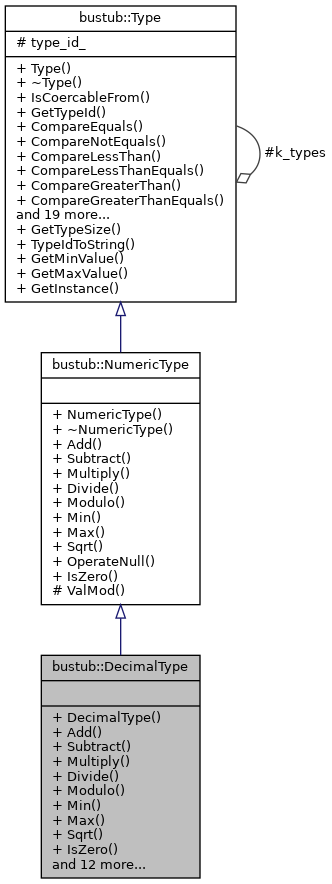 bustub::Type
# type_id_
+ Type()
+ ~Type()
+ IsCoercableFrom()
+ GetTypeId()
+ CompareEquals()
+ CompareNotEquals()
+ CompareLessThan()
+ CompareLessThanEquals()
+ CompareGreaterThan()
+ CompareGreaterThanEquals()
and 19 more...
+ GetTypeSize()
+ TypeIdToString()
+ GetMinValue()
+ GetMaxValue()
+ GetInstance()
#k_types
bustub::NumericType
+ NumericType()
+ ~NumericType()
+ Add()
+ Subtract()
+ Multiply()
+ Divide()
+ Modulo()
+ Min()
+ Max()
+ Sqrt()
+ OperateNull()
+ IsZero()
# ValMod()
bustub::DecimalType
+ DecimalType()
+ Add()
+ Subtract()
+ Multiply()
+ Divide()
+ Modulo()
+ Min()
+ Max()
+ Sqrt()
+ IsZero()
and 12 more...